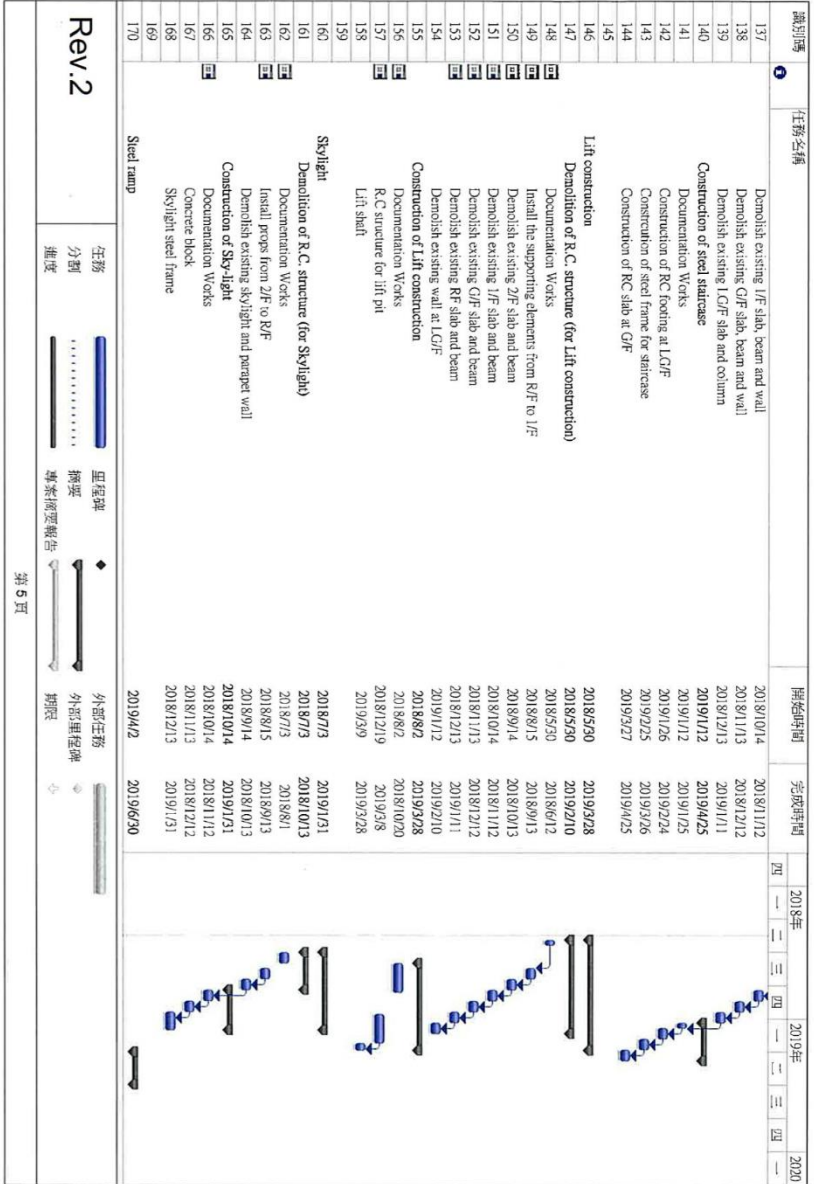 識別碼 任務名稱 開始時間 完成時間 2018年 2019年 2020
四 一 二 三 四 一 二 三 四 一
137 Demolish existing 1/F slab, beam and wall 2018/10/14 2018/11/12
138 Demolish existing G/F slab, beam and wall 2018/11/13 2018/12/12
139 Demolish existing LG/F slab and column 2018/12/13 2019/1/11
140 Construction of steel staircase 2019/1/12 2019/4/25
141 Documentation Works 2019/1/12 2019/1/25
142 Construction of RC footing at LG/F 2019/1/26 2019/2/24
143 Constrcution of steel frame for staircase 2019/2/25 2019/3/26
144 Construction of RC slab at G/F 2019/3/27 2019/4/25
145
146 Lift construction 2018/5/30 2019/3/28
147 Demolition of R.C. structure (for Lift construction) 2018/5/30 2019/2/10
148 Documentation Works 2018/5/30 2018/6/12
149 Install the supporting elements from R/F to 1/F 2018/8/15 2018/9/13
150 Demolish existing 2/F slab and beam 2018/9/14 2018/10/13
151 Demolish existing 1/F slab and beam 2018/10/14 2018/11/12
152 Demolish existing G/F slab and beam 2018/11/13 2018/12/12
153 Demolish existing RF slab and beam 2018/12/13 2019/1/11
154 Demolish existing wall at LG/F 2019/1/12 2019/2/10
155 Construction of Lift construction 2018/8/2 2019/3/28
156 Documentation Works 2018/8/2 2018/10/20
157 R.C structure for lift pit 2018/12/19 2019/3/8
158 Lift shaft 2019/3/9 2019/3/28
159
160 Skylight 2018/7/3 2019/1/31
161 Demolition of R.C. structure (for Skylight) 2018/7/3 2018/10/13
162 Documentation Works 2018/7/3 2018/8/1
163 Install props from 2/F to R/F 2018/8/15 2018/9/13
164 Demolish existing skylight and parapet wall 2018/9/14 2018/10/13
165 Construction of Sky-light 2018/10/14 2019/1/31
166 Documentation Works 2018/10/14 2018/11/12
167 Concrete block 2018/11/13 2018/12/12
168 Skylight steel frame 2018/12/13 2019/1/31
169
170 Steel ramp 2019/4/2 2019/6/30
Rev.2
任務 里程碑 外部任務
分割 摘要 外部里程碑
進度 專案摘要報告 期限
第 5 頁